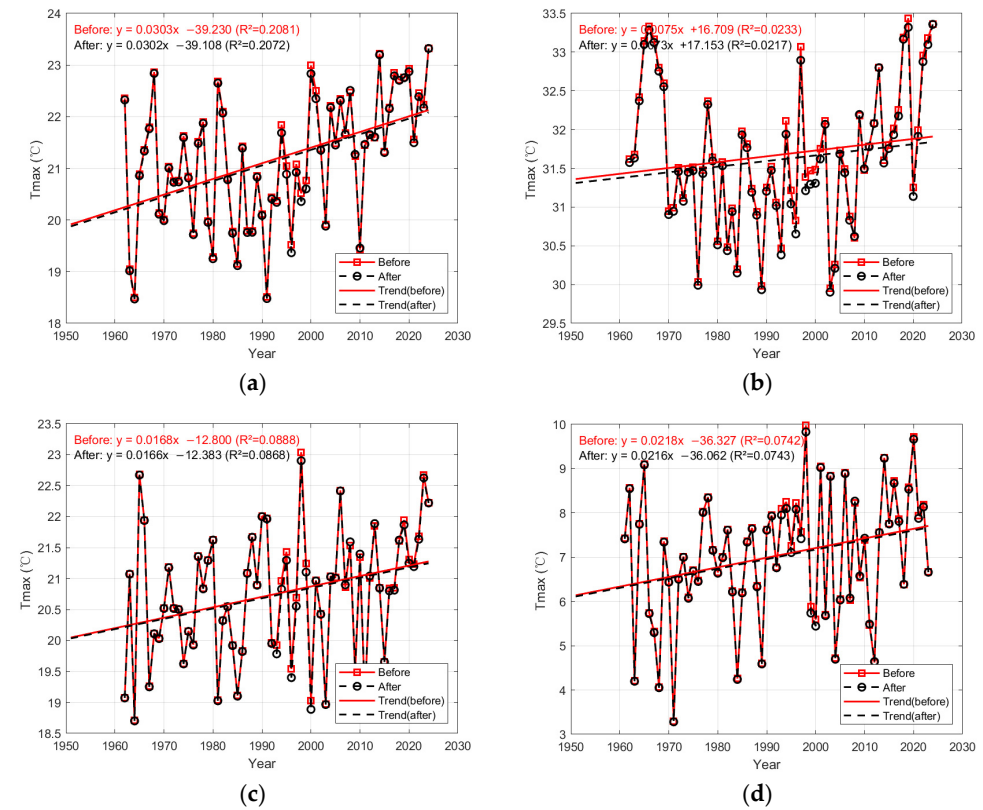 Before: y = 0.0303x −39.230 (R²=0.2081)
After: y = 0.0302x −39.108 (R²=0.2072)
Tmax (℃)
24
23
22
21
20
19
18
1950
1960
1970
1980
1990
2000
2010
2020
2030
Year
Before
After
Trend(before)
Trend(after)
(a)
Before: y = 0.0075x +16.709 (R²=0.0233)
After: y = 0.0073x +17.153 (R²=0.0217)
Tmax (℃)
33.5
33
32.5
32
31.5
31
30.5
30
29.5
1950
1960
1970
1980
1990
2000
2010
2020
2030
Year
Before
After
Trend(before)
Trend(after)
(b)
Before: y = 0.0168x −12.800 (R²=0.0888)
After: y = 0.0166x −12.383 (R²=0.0868)
Tmax (℃)
23.5
23
22.5
22
21.5
21
20.5
20
19.5
19
18.5
1950
1960
1970
1980
1990
2000
2010
2020
2030
Year
Before
After
Trend(before)
Trend(after)
(c)
Before: y = 0.0218x −36.327 (R²=0.0742)
After: y = 0.0216x −36.062 (R²=0.0743)
Tmax (℃)
10
9
8
7
6
5
4
3
1950
1960
1970
1980
1990
2000
2010
2020
2030
Year
Before
After
Trend(before)
Trend(after)
(d)